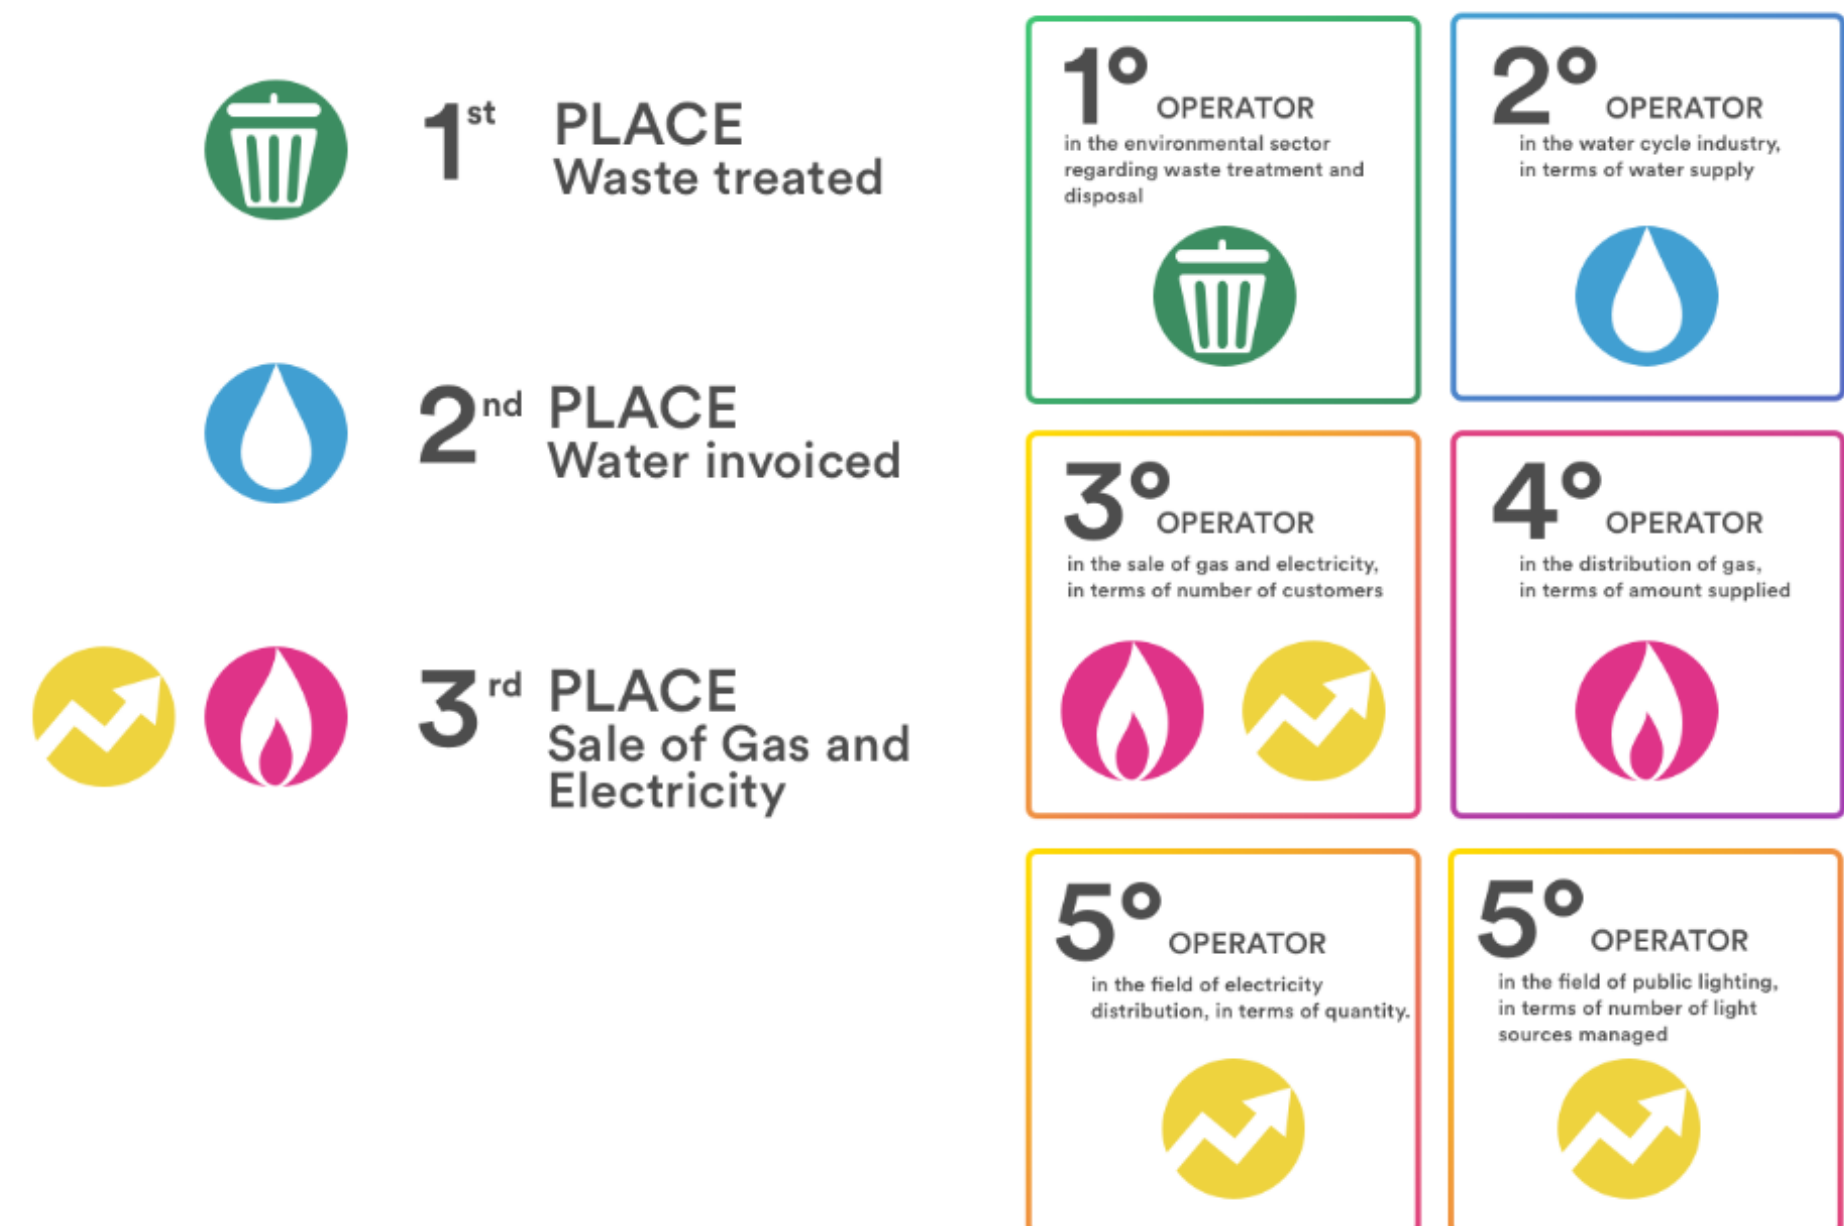 1st PLACE
Waste treated
2nd PLACE
Water invoiced
3rd PLACE
Sale of Gas and
Electricity
1° OPERATOR
in the environmental sector
regarding waste treatment and
disposal
2° OPERATOR
in the water cycle industry,
in terms of water supply
3° OPERATOR
in the sale of gas and electricity,
in terms of number of customers
4° OPERATOR
in the distribution of gas,
in terms of amount supplied
5° OPERATOR
in the field of electricity
distribution, in terms of quantity.
5° OPERATOR
in the field of public lighting,
in terms of number of light
sources managed